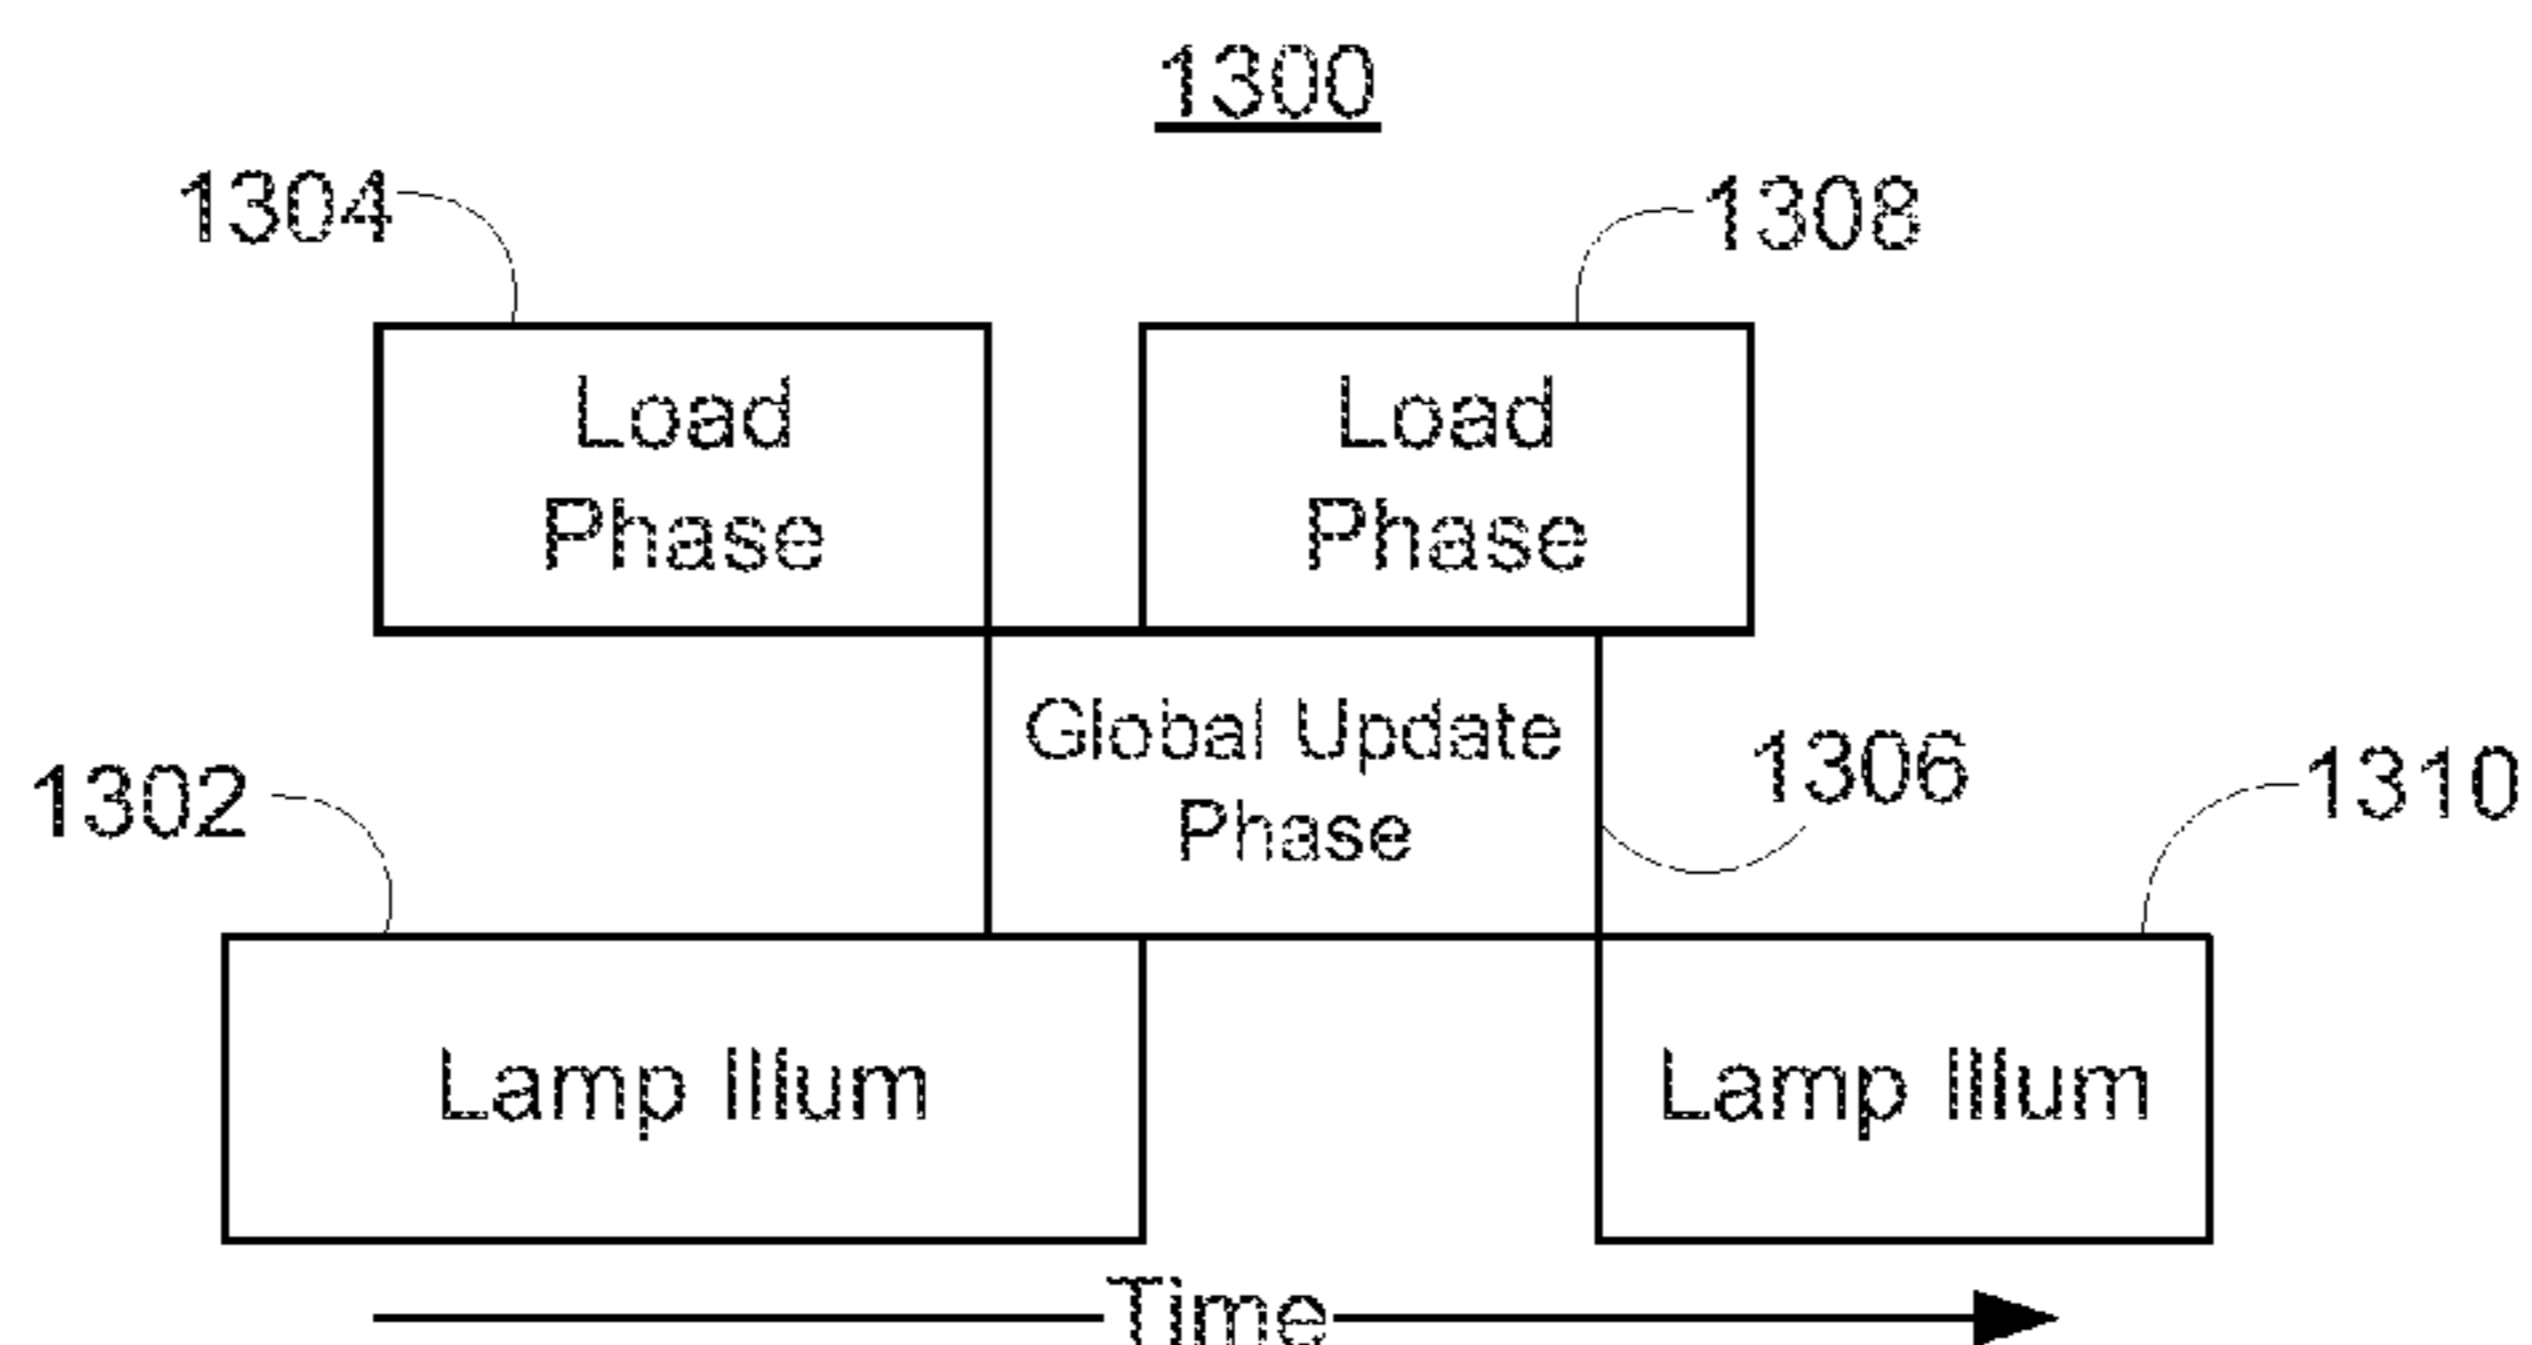 1300
1304
1308
Load
Phase
Load
Phase
Global Update
Phase
1306
1302
1310
Lamp Illum
Lamp Illum
Time